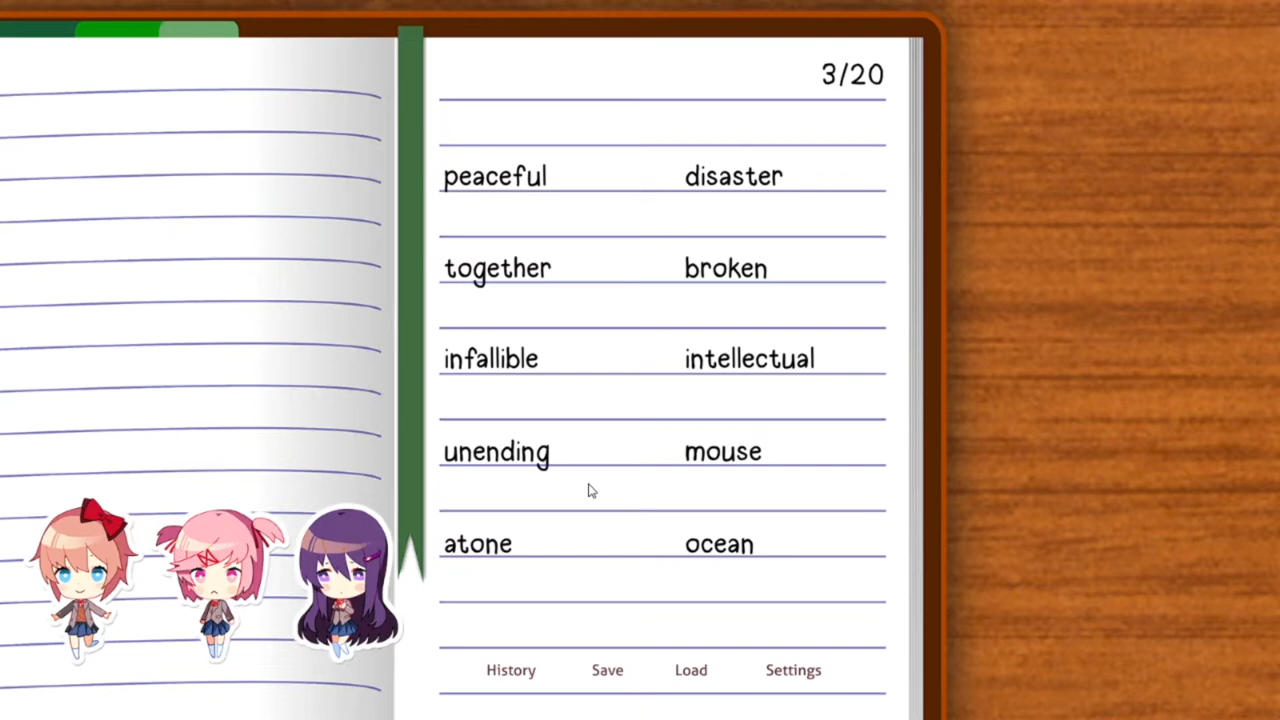 3/20
peaceful disaster
together broken
infallible intellectual
unending mouse
atone ocean
History Save Load Settings